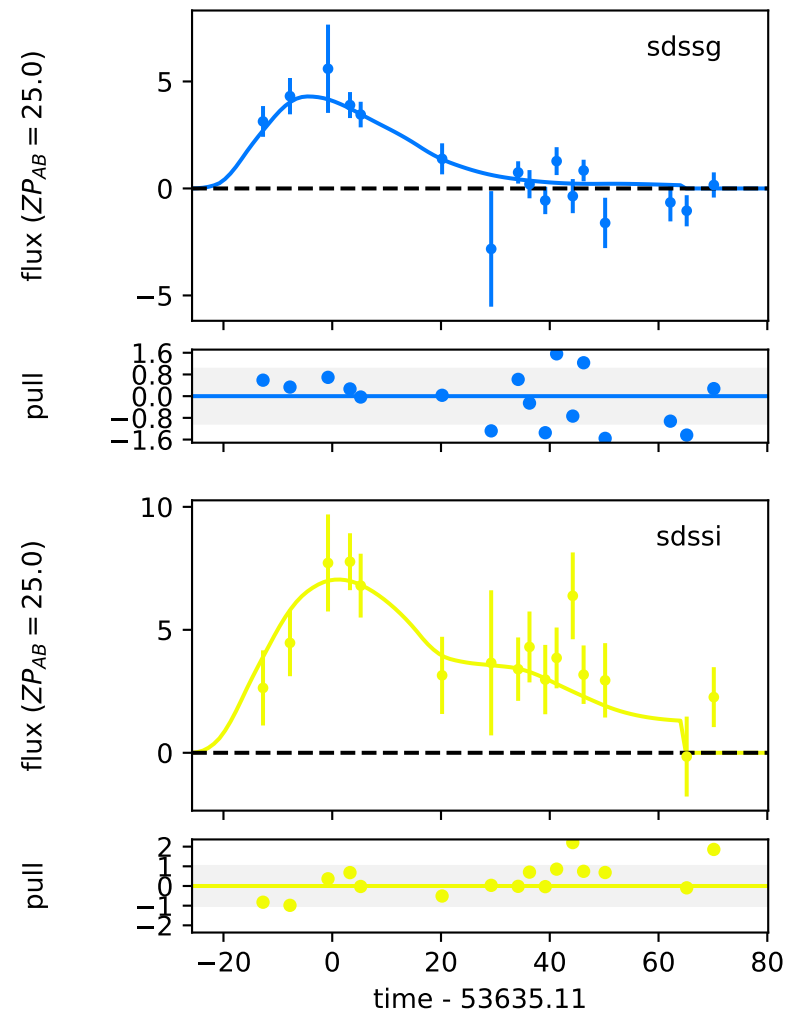 sdssg
flux (ZP_AB = 25.0)
5
0
−5
pull
1.6
0.8
0.0
−0.8
−1.6
sdssi
flux (ZP_AB = 25.0)
10
5
0
pull
2
1
0
−1
−2
−20 0 20 40 60 80
time - 53635.11